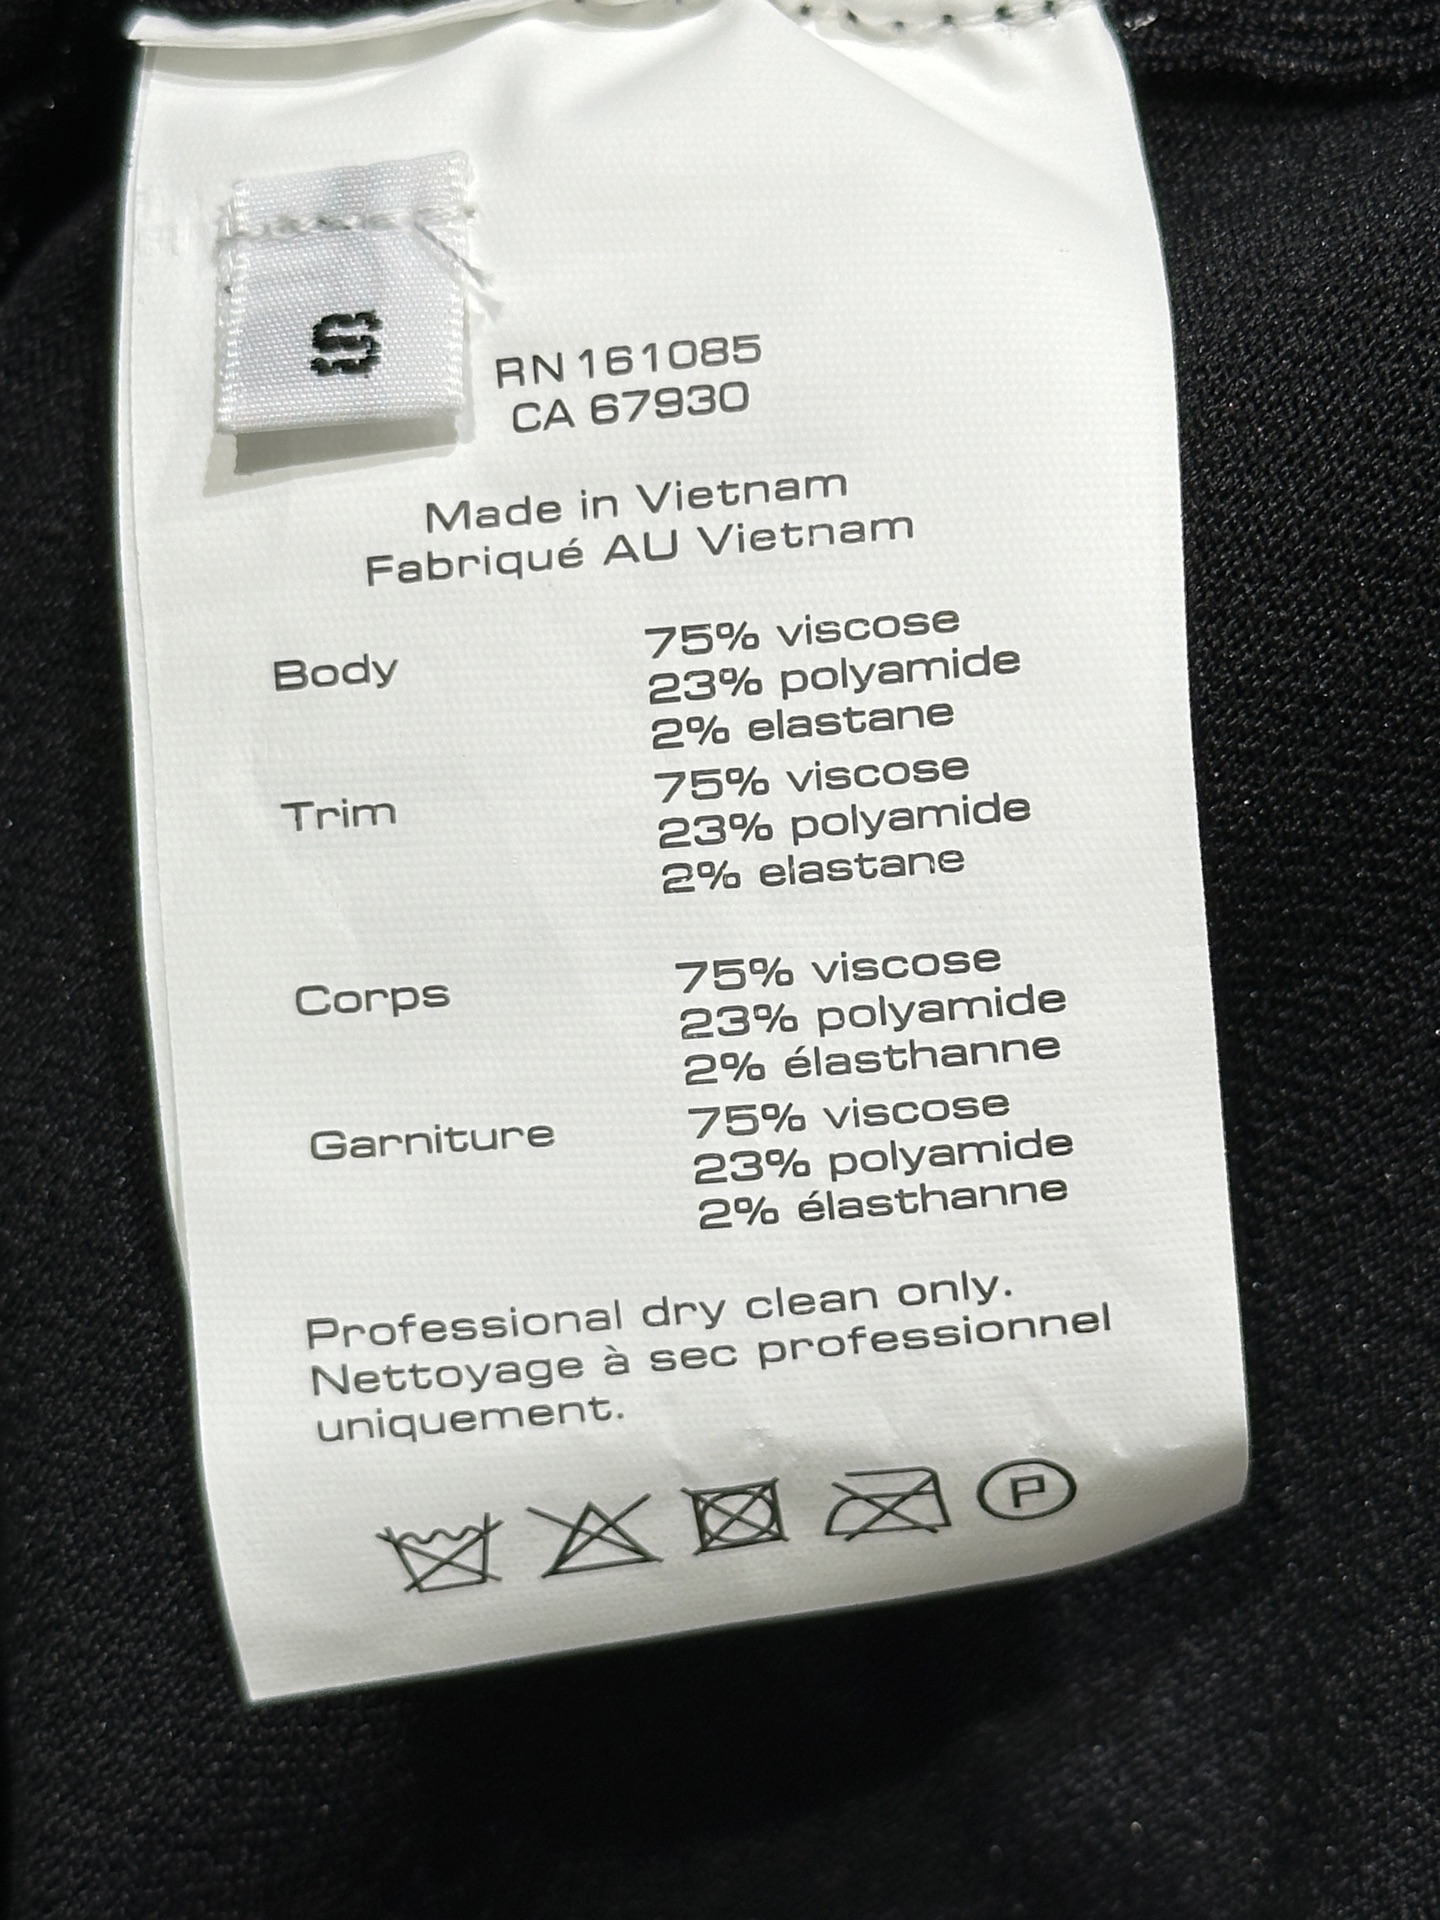 S
RN 161085
CA 67930
Made in Vietnam
Fabriqué AU Vietnam
Body 75% viscose
23% polyamide
2% elastane
Trim 75% viscose
23% polyamide
2% elastane
Corps 75% viscose
23% polyamide
2% élasthanne
Garniture 75% viscose
23% polyamide
2% élasthanne
Professional dry clean only.
Nettoyage à sec professionnel
uniquement.
P